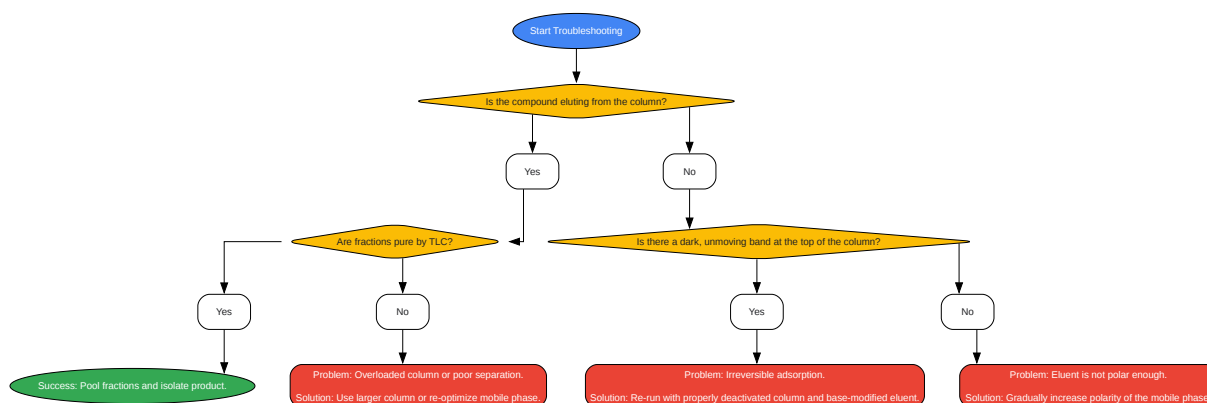 Start Troubleshooting
Is the compound eluting from the column?
Yes
No
Are fractions pure by TLC?
Is there a dark, unmoving band at the top of the column?
Yes
No
Yes
No
Success: Pool fractions and isolate product.
Problem: Overloaded column or poor separation.
Solution: Use larger column or re-optimize mobile phase.
Problem: Irreversible adsorption.
Solution: Re-run with properly deactivated column and base-modified eluent.
Problem: Eluent is not polar enough.
Solution: Gradually increase polarity of the mobile phase